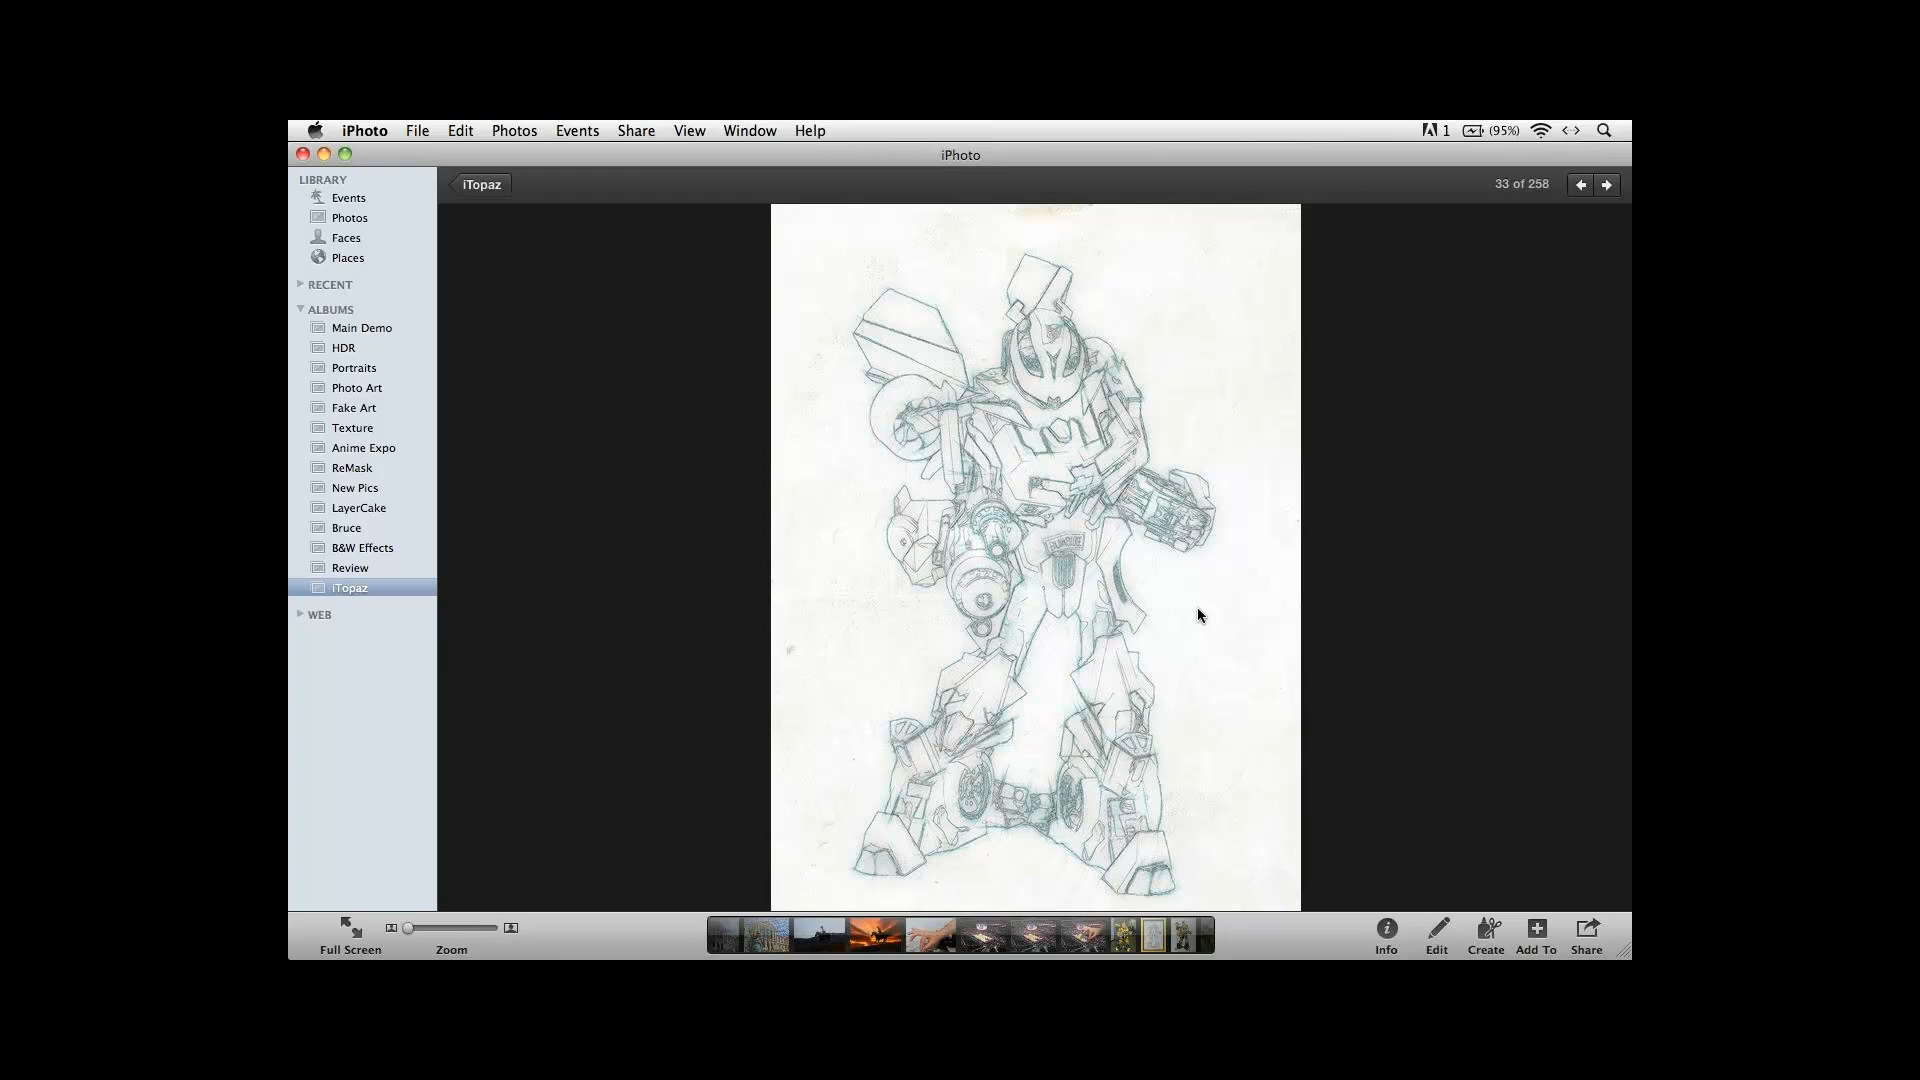 iPhoto File Edit Photos Events Share View Window Help 1 (95%)
iPhoto
LIBRARY
Events
Photos
Faces
Places
RECENT
ALBUMS
Main Demo
HDR
Portraits
Photo Art
Fake Art
Texture
Anime Expo
ReMask
New Pics
LayerCake
Bruce
B&W Effects
Review
iTopaz
WEB
iTopaz
33 of 258
Full Screen
Zoom
Info
Edit
Create
Add To
Share